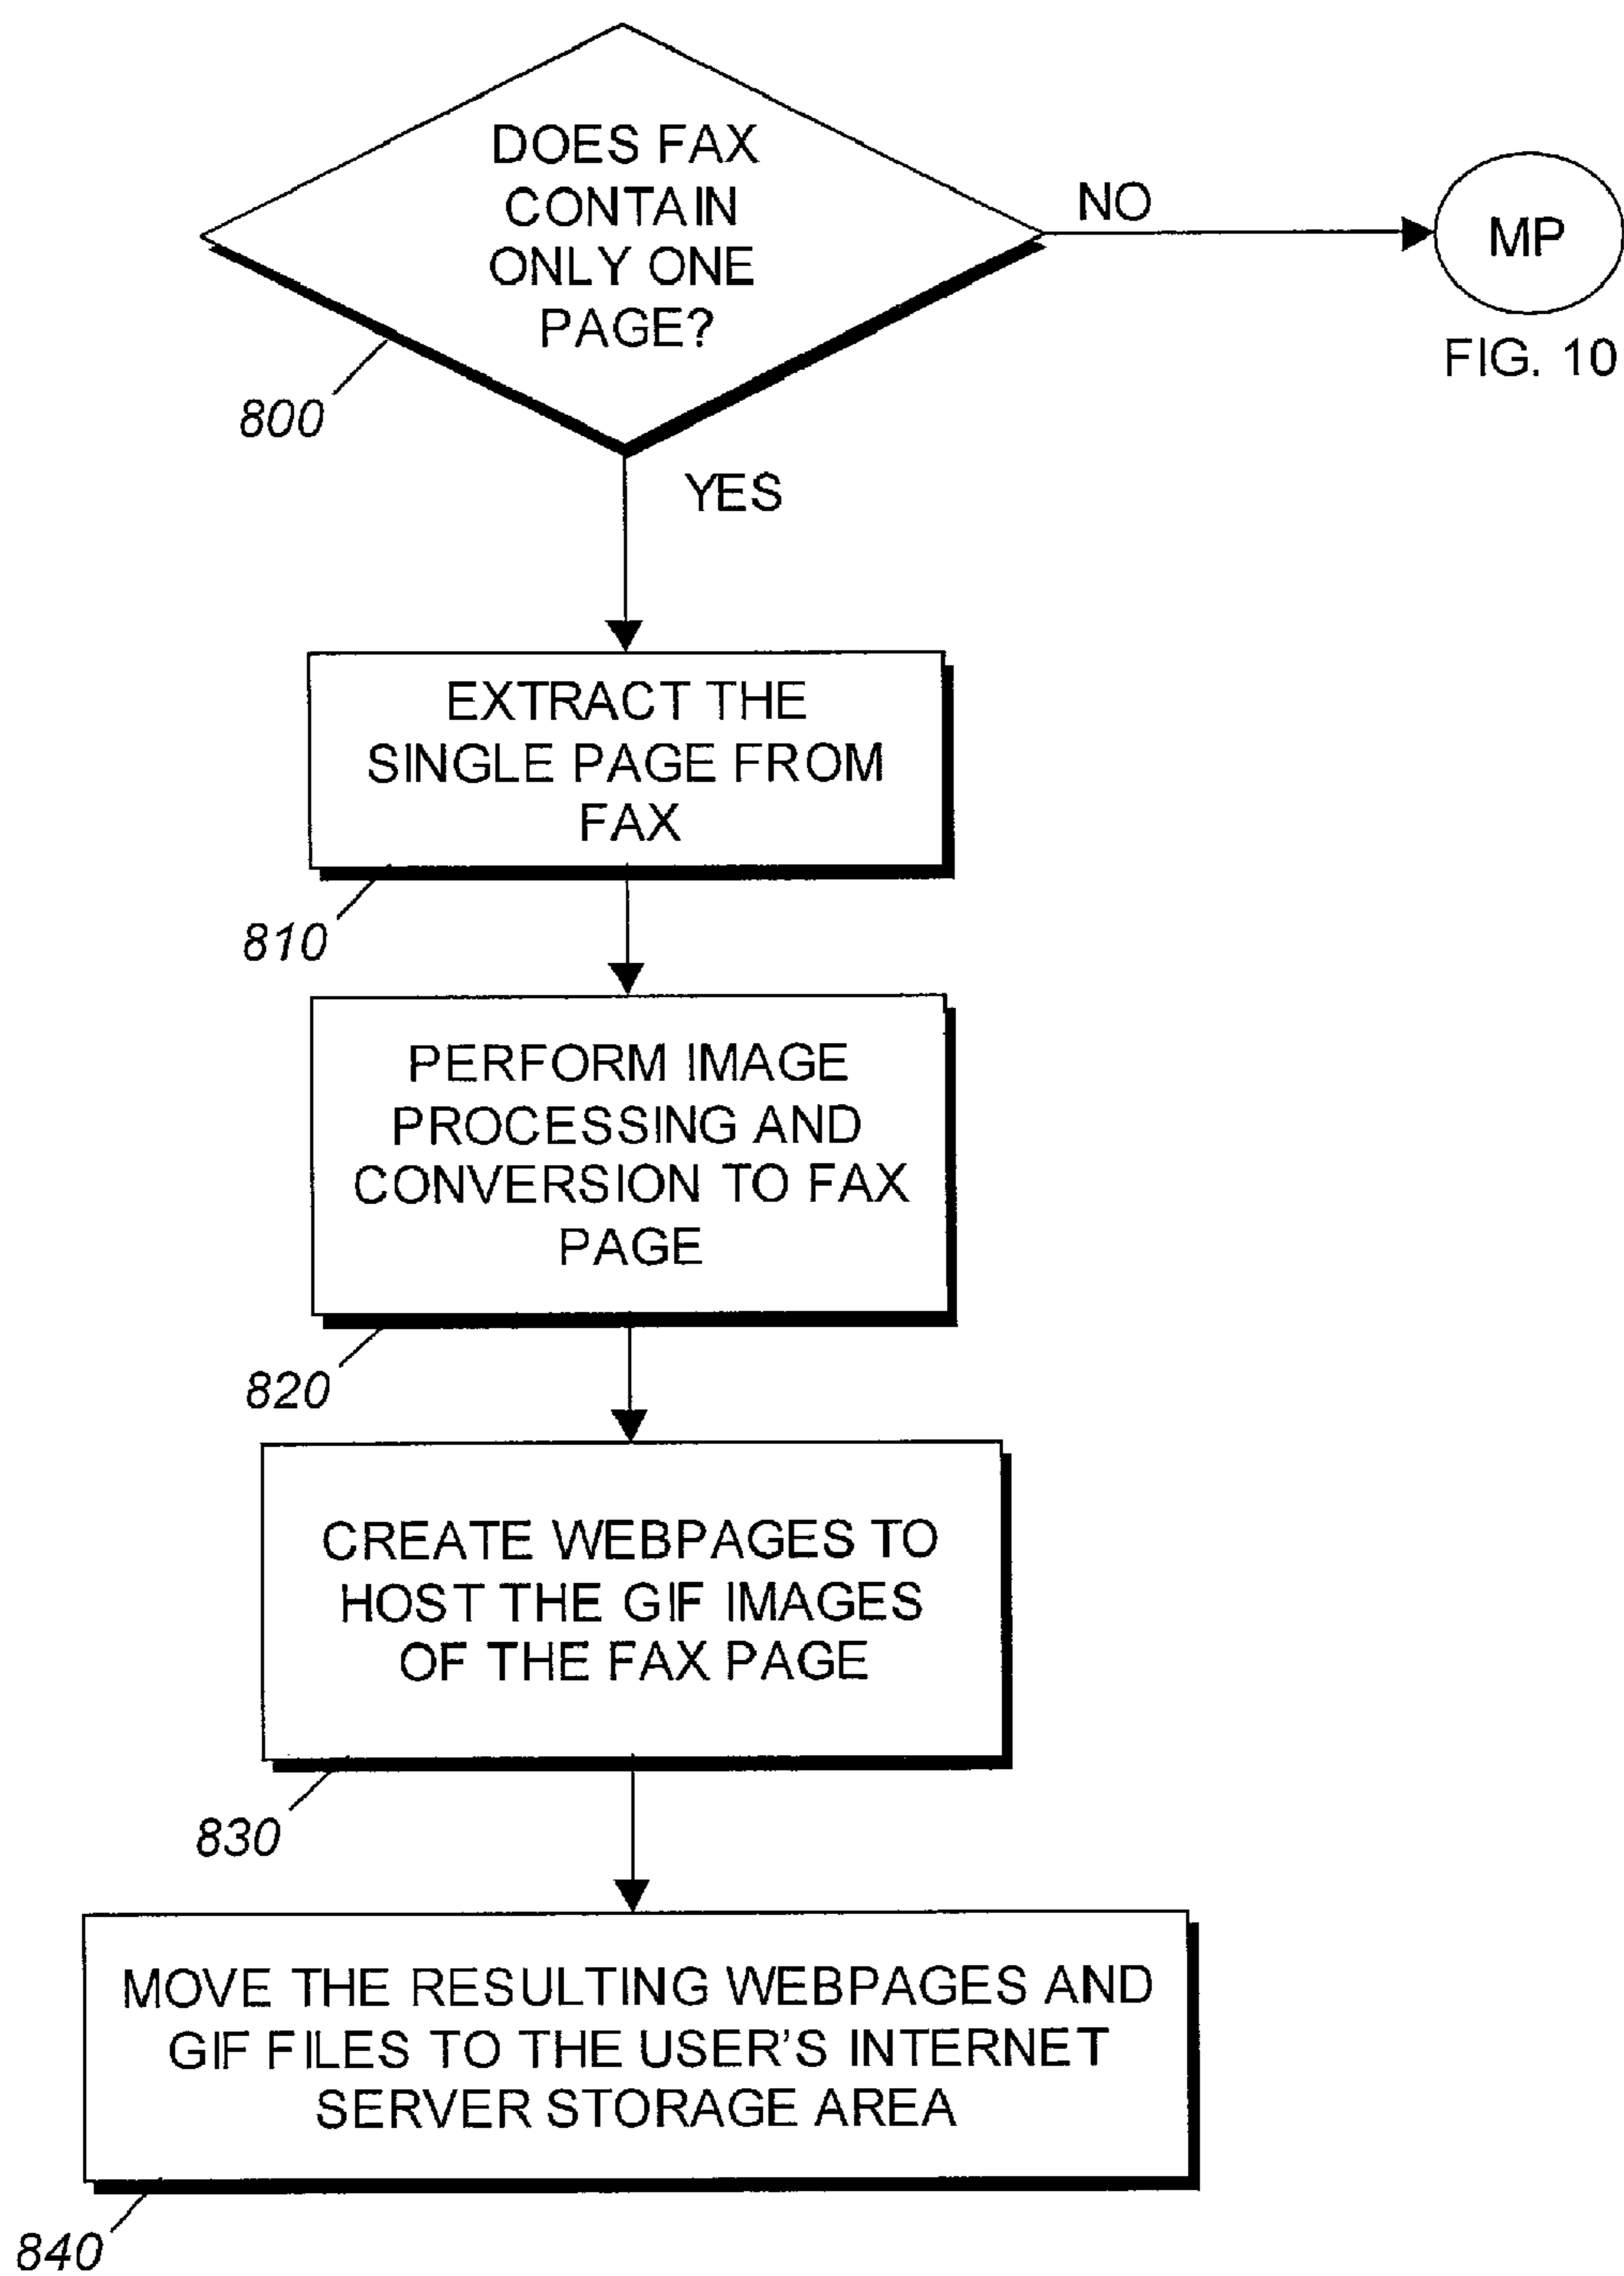 DOES FAX
CONTAIN
ONLY ONE
PAGE?
NO
MP
FIG. 10
800
YES
EXTRACT THE
SINGLE PAGE FROM
FAX
810
PERFORM IMAGE
PROCESSING AND
CONVERSION TO FAX
PAGE
820
CREATE WEBPAGES TO
HOST THE GIF IMAGES
OF THE FAX PAGE
830
MOVE THE RESULTING WEBPAGES AND
GIF FILES TO THE USER'S INTERNET
SERVER STORAGE AREA
840